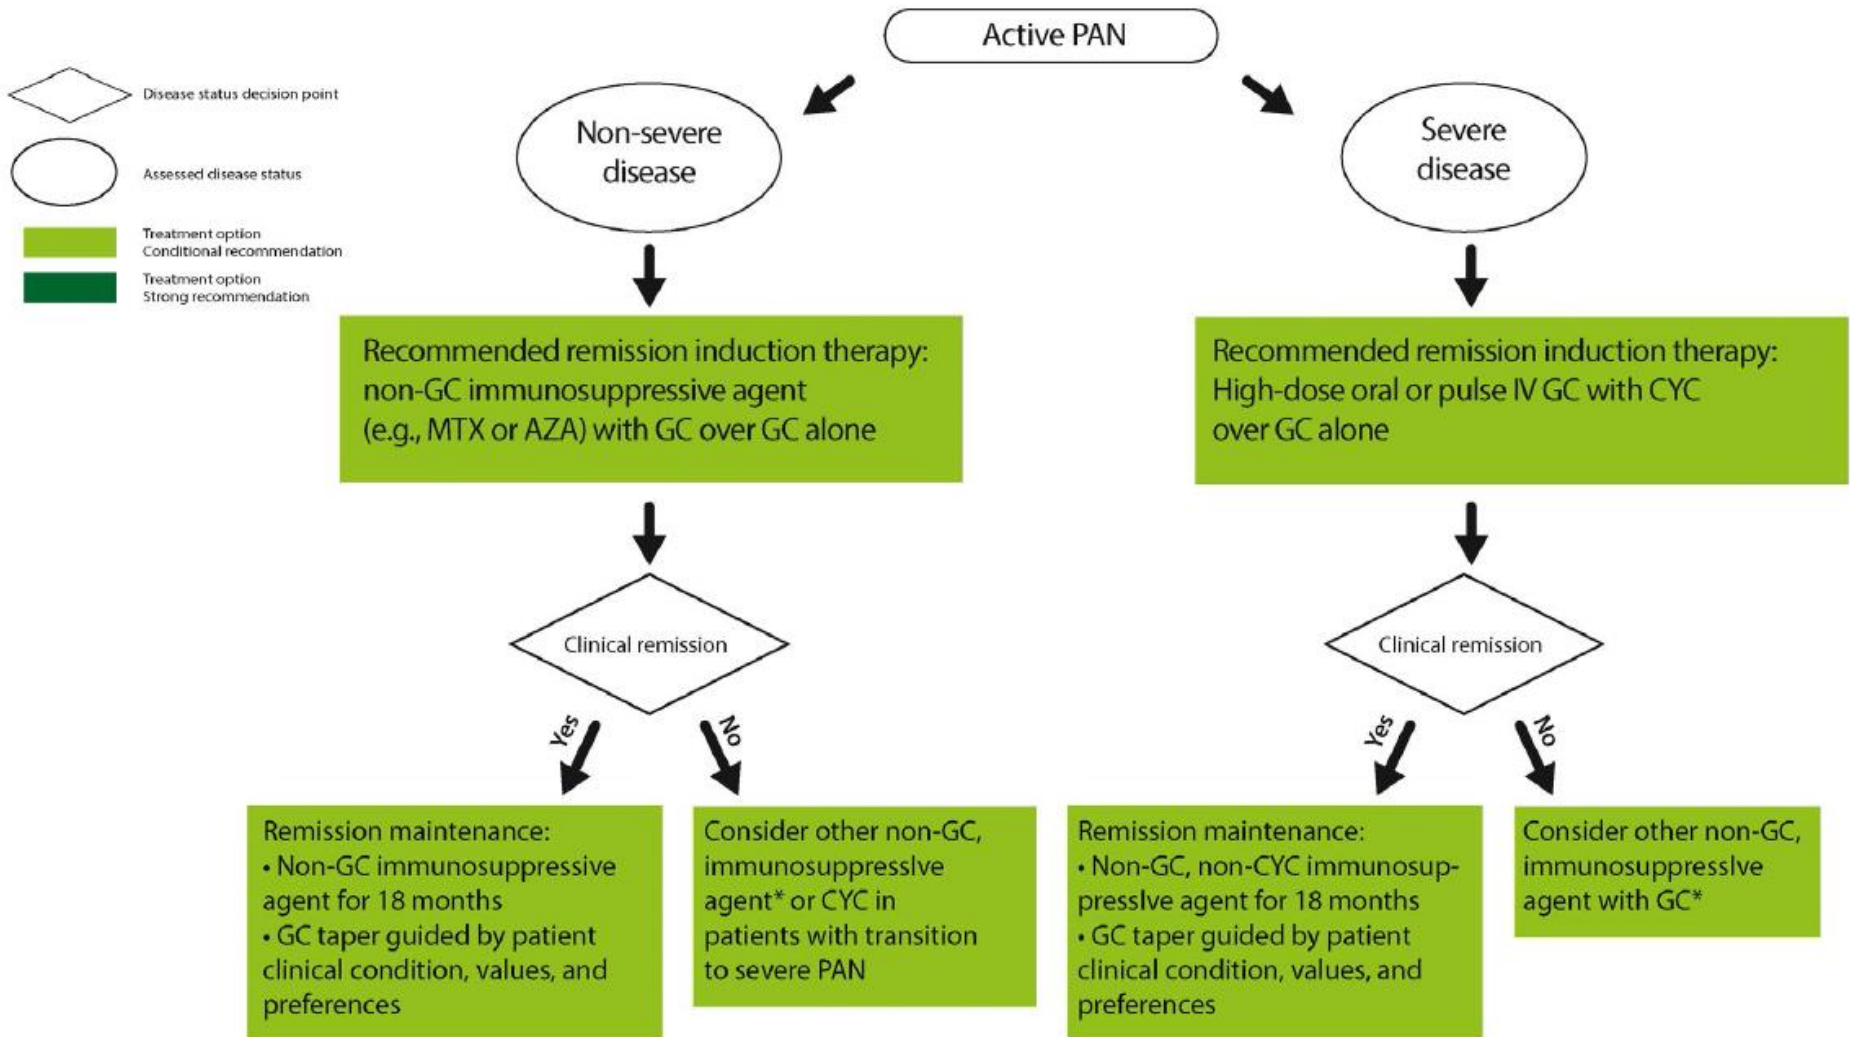 Active PAN
Disease status decision point
Assessed disease status
Treatment option
Conditional recommendation
Treatment option
Strong recommendation
Non-severe
disease
Severe
disease
Recommended remission induction therapy:
non-GC immunosuppressive agent
(e.g., MTX or AZA) with GC over GC alone
Recommended remission induction therapy:
High-dose oral or pulse IV GC with CYC
over GC alone
Clinical remission
Clinical remission
Yes
No
Yes
No
Remission maintenance:
• Non-GC immunosuppressive
agent for 18 months
• GC taper guided by patient
clinical condition, values, and
preferences
Consider other non-GC,
immunosuppressIve
agent* or CYC in
patients with transition
to severe PAN
Remission maintenance:
• Non-GC, non-CYC immunosup-
pressIve agent for 18 months
• GC taper guided by patient
clinical condition, values, and
preferences
Consider other non-GC,
immunosuppressIve
agent with GC*